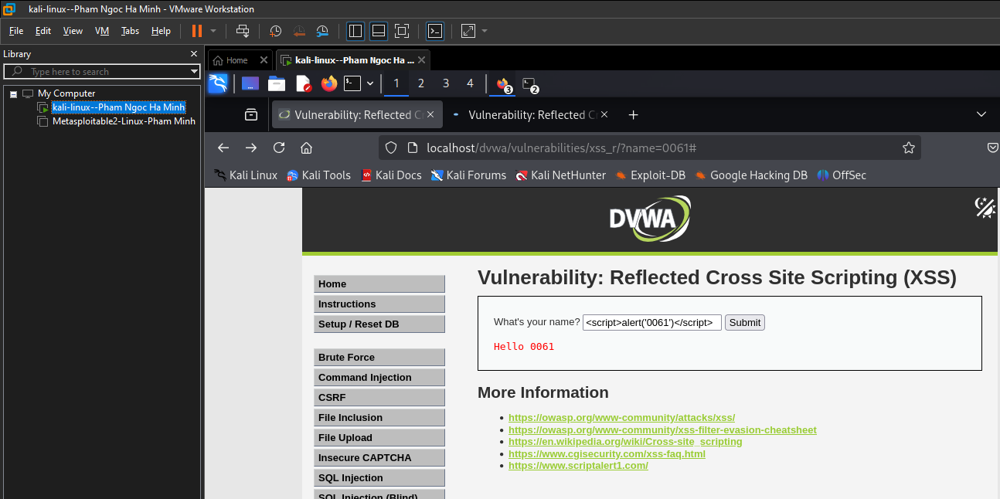 kali-linux--Pham Ngoc Ha Minh - VMware Workstation
File Edit View VM Tabs Help
Library
Type here to search
My Computer
kali-linux--Pham Ngoc Ha Minh
Metasploitable2-Linux-Pham Minh
Home kali-linux--Pham Ngoc Ha ...
1 2 3 4 3 2
Vulnerability: Reflected C Vulnerability: Reflected C
localhost/dvwa/vulnerabilities/xss_r/?name=0061#
Kali Linux Kali Tools Kali Docs Kali Forums Kali NetHunter Exploit-DB Google Hacking DB OffSec
DVWA
Home
Instructions
Setup / Reset DB
Brute Force
Command Injection
CSRF
File Inclusion
File Upload
Insecure CAPTCHA
SQL Injection
SQL Injection (Blind)
Vulnerability: Reflected Cross Site Scripting (XSS)
What's your name? <script>alert('0061')</script> Submit
Hello 0061
More Information
https://owasp.org/www-community/attacks/xss/
https://owasp.org/www-community/xss-filter-evasion-cheatsheet
https://en.wikipedia.org/wiki/Cross-site_scripting
https://www.cgisecurity.com/xss-faq.html
https://www.scriptalert1.com/